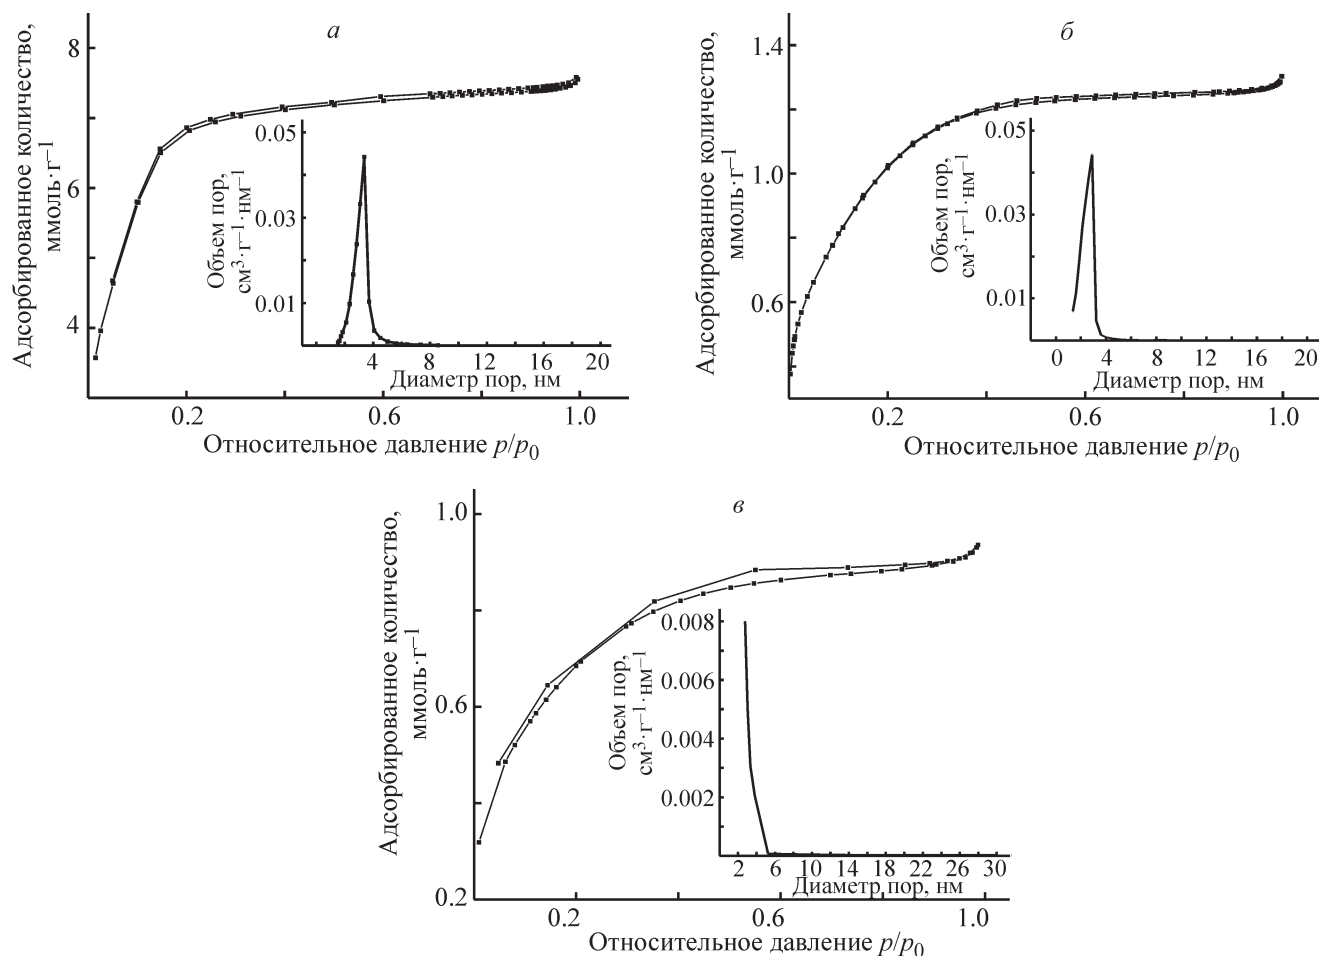 а
Адсорбированное количество,
ммоль·г–1
8
6
4
0.2
0.6
1.0
Относительное давление p/p0
Объем пор,
см3·г–1·нм–1
0.05
0.03
0.01
4
8
12
16
20
Диаметр пор, нм
б
Адсорбированное количество,
ммоль·г–1
1.4
1.0
0.6
0.2
0.6
1.0
Относительное давление p/p0
Объем пор,
см3·г–1·нм–1
0.05
0.03
0.01
0
4
8
12
16
20
Диаметр пор, нм
в
Адсорбированное количество,
ммоль·г–1
1.0
0.6
0.2
0.2
0.6
1.0
Относительное давление p/p0
Объем пор,
см3·г–1·нм–1
0.008
0.006
0.004
0.002
2
6
10
14
18
22
26
30
Диаметр пор, нм